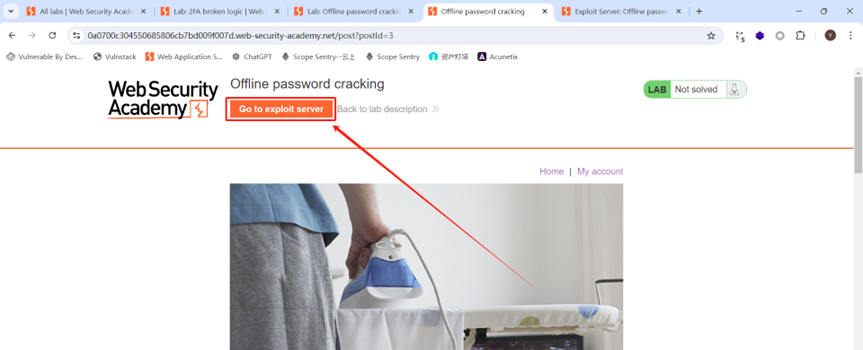 All labs | Web Security Acade
Lab: 2FA broken logic | Web
Lab: Offline password crackin
Offline password cracking
Exploit Server: Offline passw
0a0700c304550685806cb7bd009f007d.web-security-academy.net/post?postId=3
Vulnerable By Des...
Vulnstack
Web Application S...
ChatGPT
Scope Sentry--云上
Scope Sentry
资产灯塔
Acunetix
Web Security
Academy
Offline password cracking
Go to exploit server
Back to lab description
LAB Not solved
Home | My account